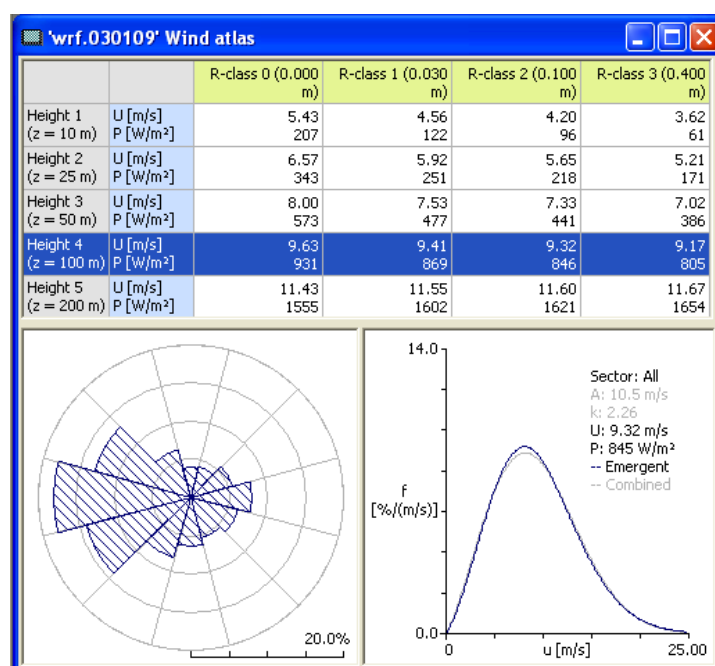 'wrf.030109' Wind atlas
R-class 0 (0.000 m) R-class 1 (0.030 m) R-class 2 (0.100 m) R-class 3 (0.400 m)
Height 1 U [m/s] 5.43 4.56 4.20 3.62
(z = 10 m) P [W/m²] 207 122 96 61
Height 2 U [m/s] 6.57 5.92 5.65 5.21
(z = 25 m) P [W/m²] 343 251 218 171
Height 3 U [m/s] 8.00 7.53 7.33 7.02
(z = 50 m) P [W/m²] 573 477 441 386
Height 4 U [m/s] 9.63 9.41 9.32 9.17
(z = 100 m) P [W/m²] 931 869 846 805
Height 5 U [m/s] 11.43 11.55 11.60 11.67
(z = 200 m) P [W/m²] 1555 1602 1621 1654
20.0%
14.0
Sector: All
A: 10.5 m/s
k: 2.26
U: 9.32 m/s
P: 845 W/m²
-- Emergent
-- Combined
f
[%/(m/s)]
0.0
0 u [m/s] 25.00